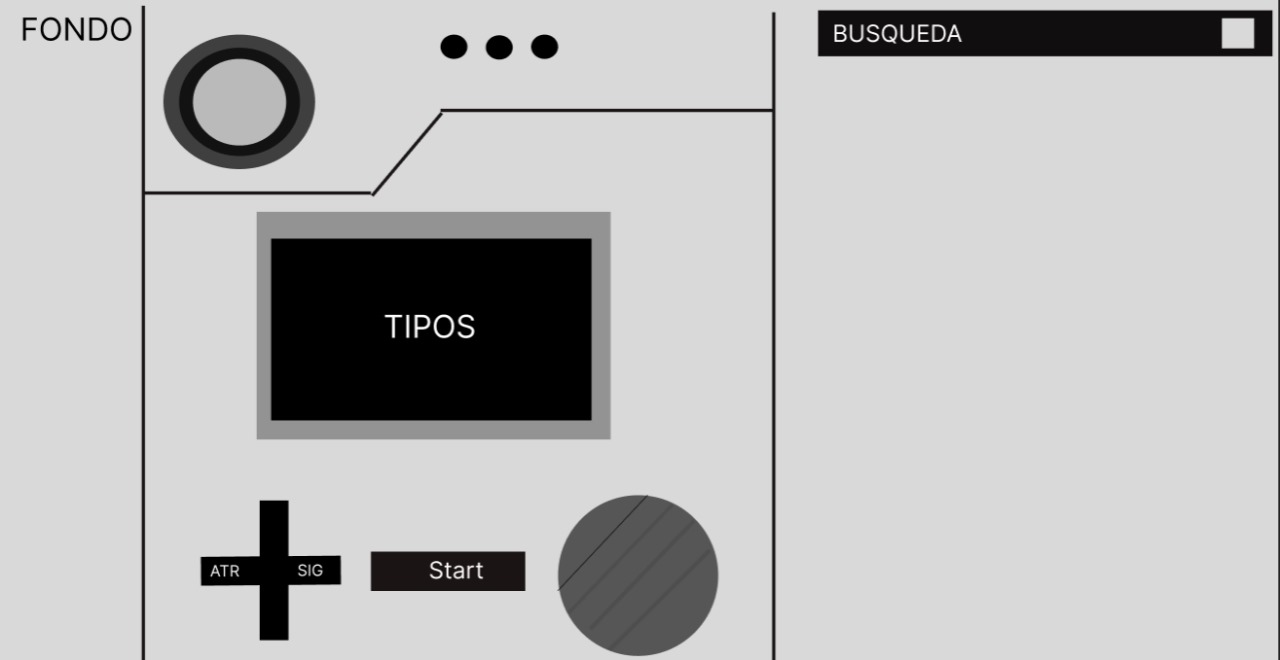 FONDO
BUSQUEDA
TIPOS
ATR
SIG
Start